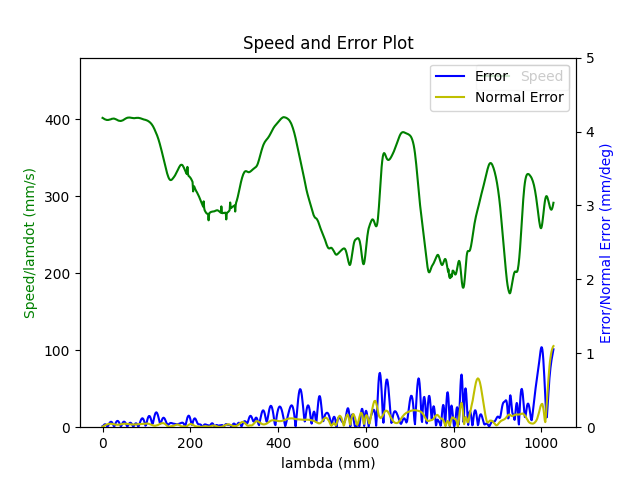 Speed and Error Plot
Speed/lamdot (mm/s)
400
300
200
100
0
0
200
400
600
800
1000
lambda (mm)
5
4
3
2
1
0
Error/Normal Error (mm/deg)
Speed
Error
Normal Error